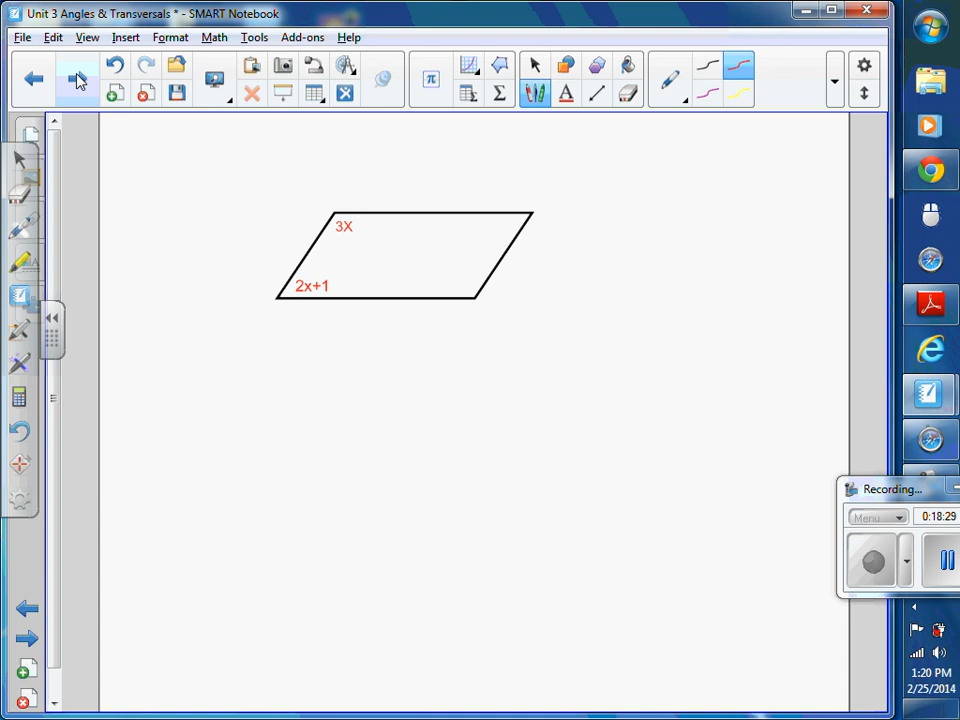 Unit 3 Angles & Transversals * - SMART Notebook
File Edit View Insert Format Math Tools Add-ons Help
3X
2x+1
Recording...
Menu
0:18:29
1:20 PM
2/25/2014